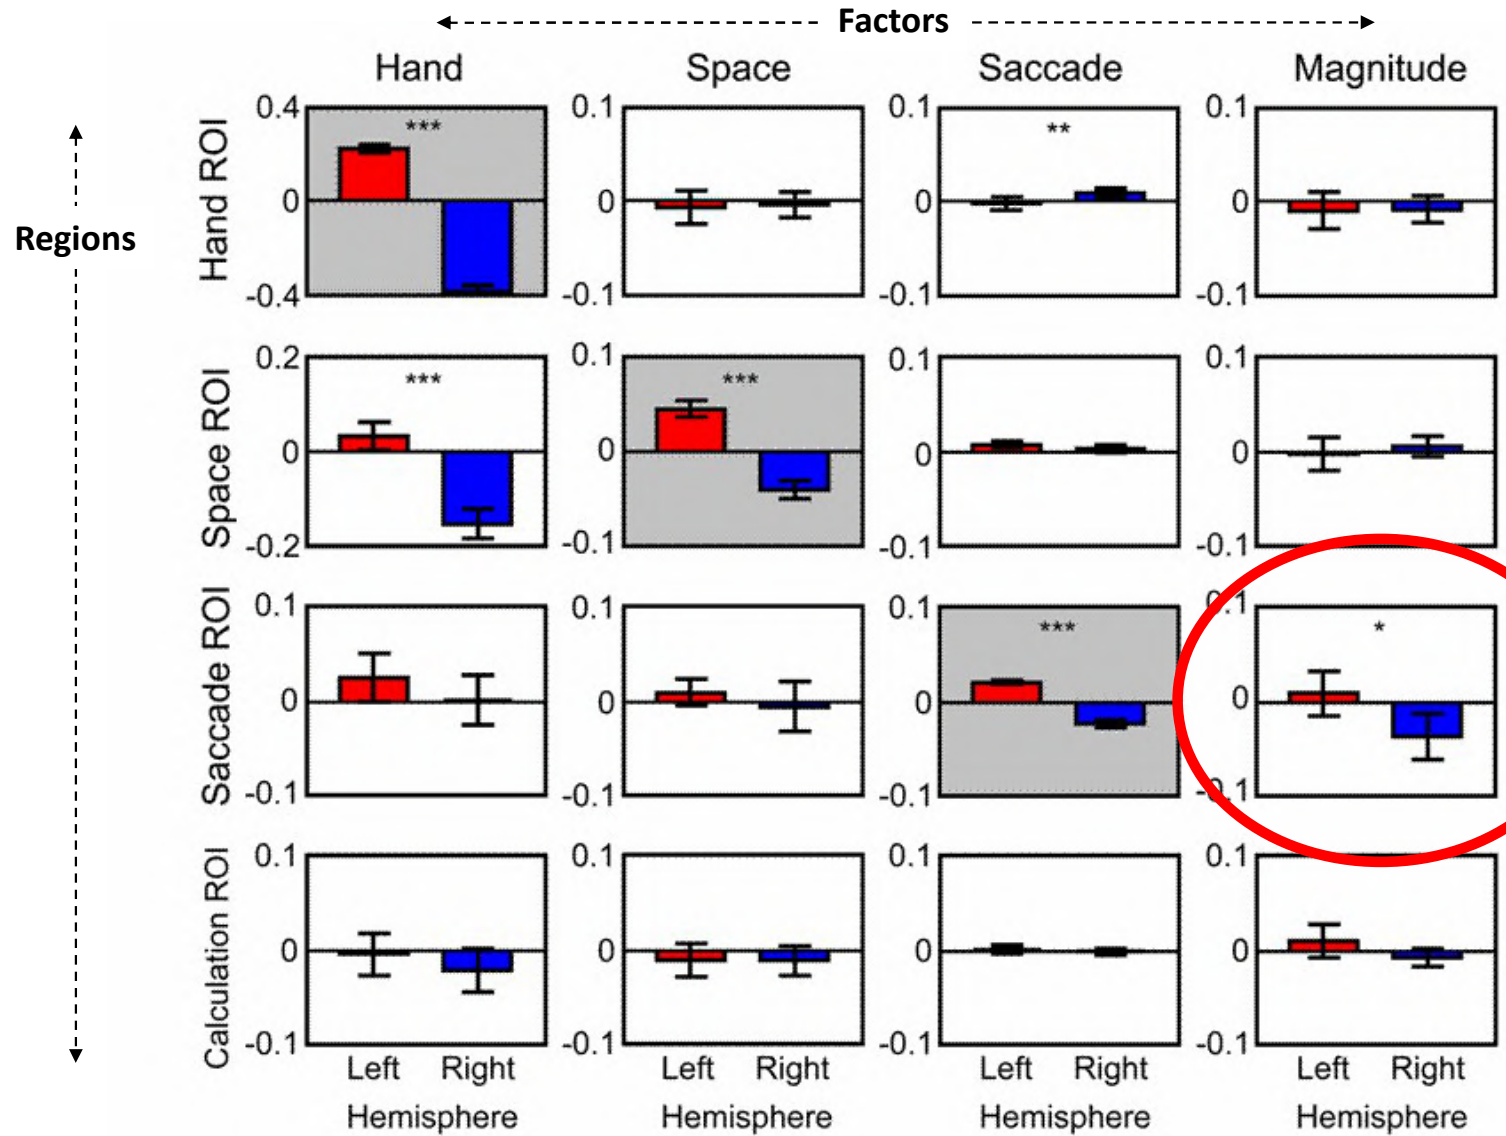 Factors
Hand Space Saccade Magnitude
Regions
Hand ROI
0.4 0 -0.4 ***
0.1 0 -0.1
0.1 0 -0.1 **
0.1 0 -0.1
Space ROI
0.2 0 -0.2 ***
0.1 0 -0.1 ***
0.1 0 -0.1
0.1 0 -0.1
Saccade ROI
0.1 0 -0.1
0.1 0 -0.1
0.1 0 -0.1 ***
0.1 0 -0.1 *
Calculation ROI
0.1 0 -0.1
0.1 0 -0.1
0.1 0 -0.1
0.1 0 -0.1
Left Right Left Right Left Right Left Right
Hemisphere Hemisphere Hemisphere Hemisphere